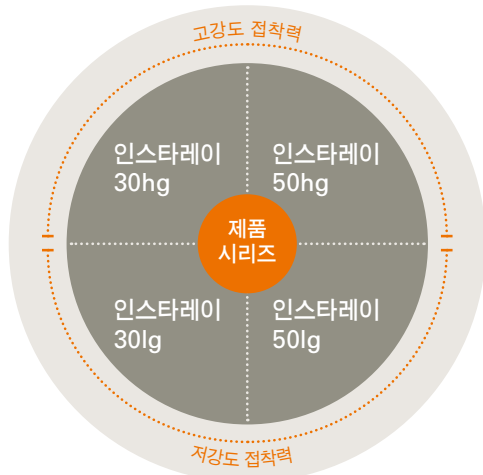 고강도 접착력
인스타레이
30hg
인스타레이
50hg
제품
시리즈
인스타레이
30lg
인스타레이
50lg
저강도 접착력